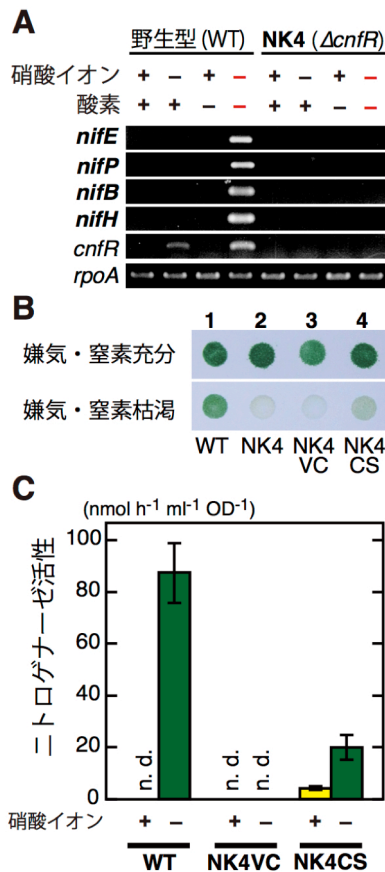 A
野生型 (WT) NK4 (ΔcnfR)
硝酸イオン + − + − + − + −
酸素 + + − − + + − −
nifE
nifP
nifB
nifH
cnfR
rpoA
B
1 2 3 4
嫌気・窒素充分
嫌気・窒素枯渇
WT NK4 NK4 NK4
VC CS
C
(nmol h-1 ml-1 OD-1)
ニトロゲナーゼ活性
100
80
60
40
20
0
n. d. n. d. n. d.
硝酸イオン + − + − + −
WT NK4VC NK4CS